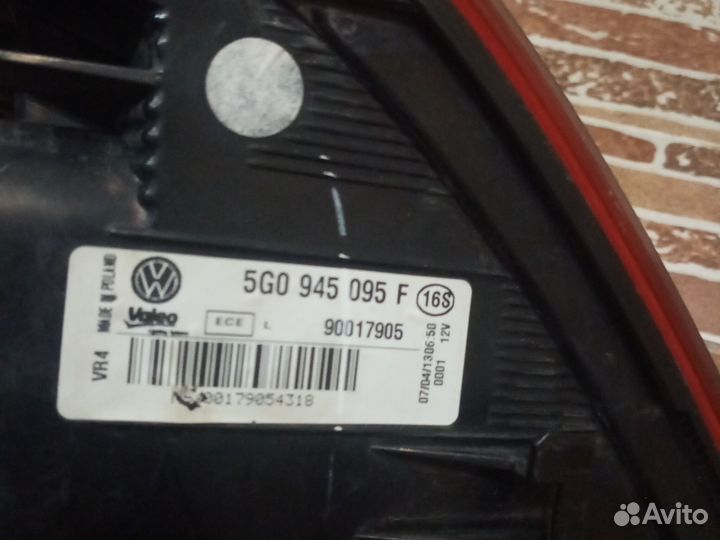 VW
5G0 945 095 F
16S
Valeo
ECE
L
90017905
MADE IN POLAND
VR4
00179054318
07/04/13 06:50
0001 12V
Avito